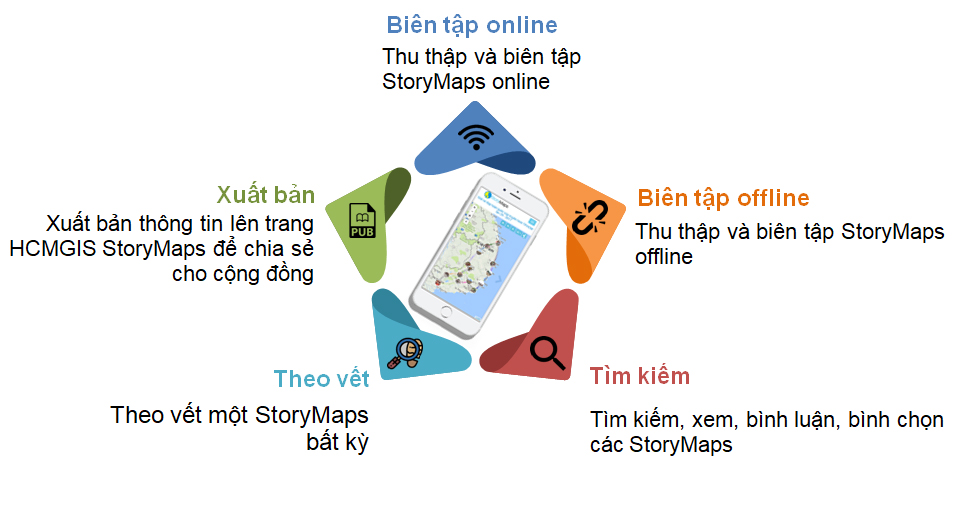 Biên tập online
Thu thập và biên tập
StoryMaps online
Xuất bản
Xuất bản thông tin lên trang
HCMGIS StoryMaps để chia sẻ
cho cộng đồng
PUB
Biên tập offline
Thu thập và biên tập StoryMaps
offline
Theo vết
Theo vết một StoryMaps
bất kỳ
Tìm kiếm
Tìm kiếm, xem, bình luận, bình chọn
các StoryMaps